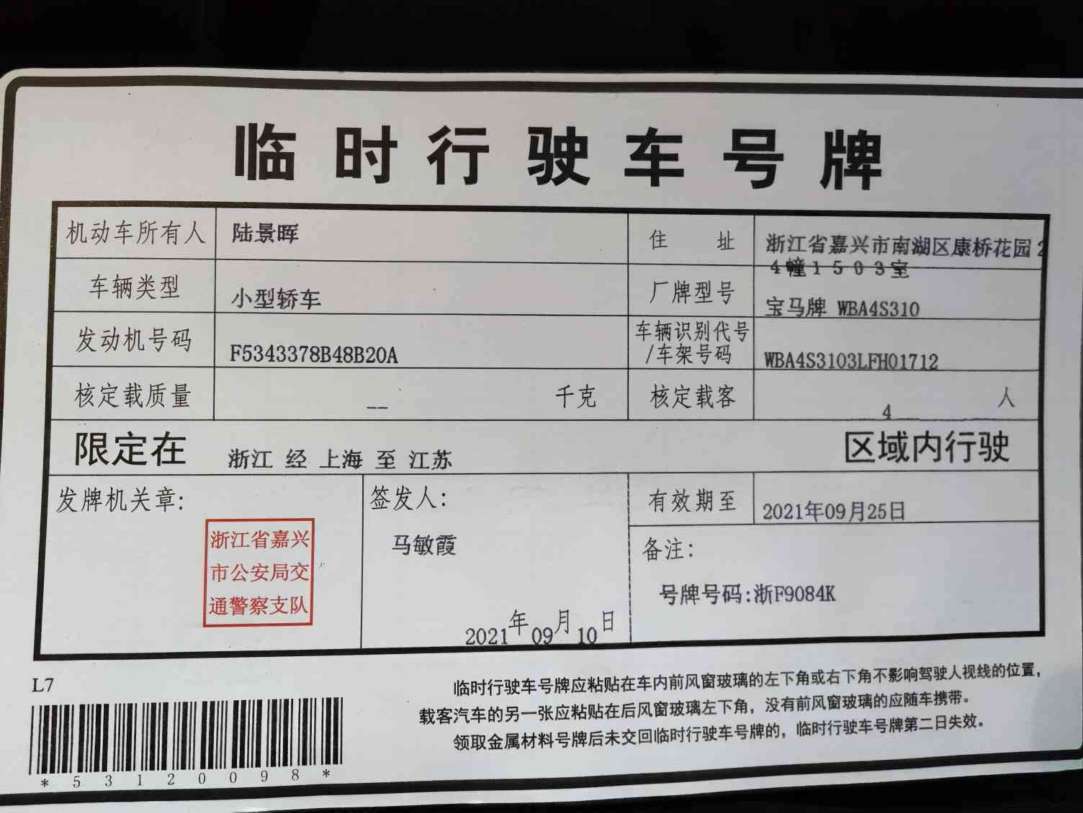 临时行驶车号牌
机动车所有人 陆景晖 住 址 浙江省嘉兴市南湖区康桥花园2
4幢1503室
车辆类型 小型轿车 厂牌型号 宝马牌 WBA4S310
发动机号码 F5343378B48B20A 车辆识别代号
/车架号码 WBA4S3103LFH01712
核定载质量 __ 千克 核定载客 4 人
限定在 浙江 经 上海 至 江苏 区域内行驶
发牌机关章: 签发人: 有效期至 2021年09月25日
浙江省嘉兴
市公安局交
通警察支队
马敏霞
2021年09月10日
备注:
号牌号码:浙F9084K
L7
*53120098*
临时行驶车号牌应粘贴在车内前风窗玻璃的左下角或右下角不影响驾驶人视线的位置,
载客汽车的另一张应粘贴在后风窗玻璃左下角,没有前风窗玻璃的应随车携带。
领取金属材料号牌后未交回临时行驶车号牌的,临时行驶车号牌第二日失效。